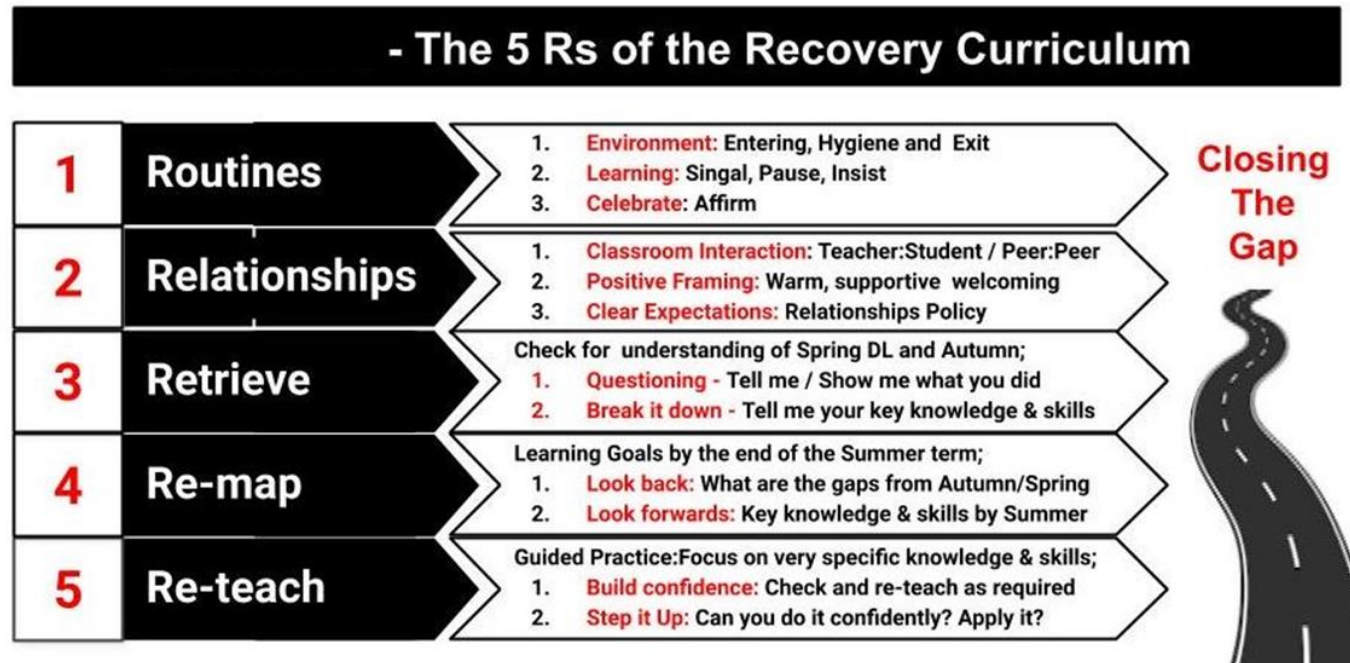 - The 5 Rs of the Recovery Curriculum
1 Routines
1. Environment: Entering, Hygiene and Exit
2. Learning: Singal, Pause, Insist
3. Celebrate: Affirm
2 Relationships
1. Classroom Interaction: Teacher:Student / Peer:Peer
2. Positive Framing: Warm, supportive welcoming
3. Clear Expectations: Relationships Policy
3 Retrieve
Check for understanding of Spring DL and Autumn;
1. Questioning - Tell me / Show me what you did
2. Break it down - Tell me your key knowledge & skills
4 Re-map
Learning Goals by the end of the Summer term;
1. Look back: What are the gaps from Autumn/Spring
2. Look forwards: Key knowledge & skills by Summer
5 Re-teach
Guided Practice:Focus on very specific knowledge & skills;
1. Build confidence: Check and re-teach as required
2. Step it Up: Can you do it confidently? Apply it?
Closing
The
Gap